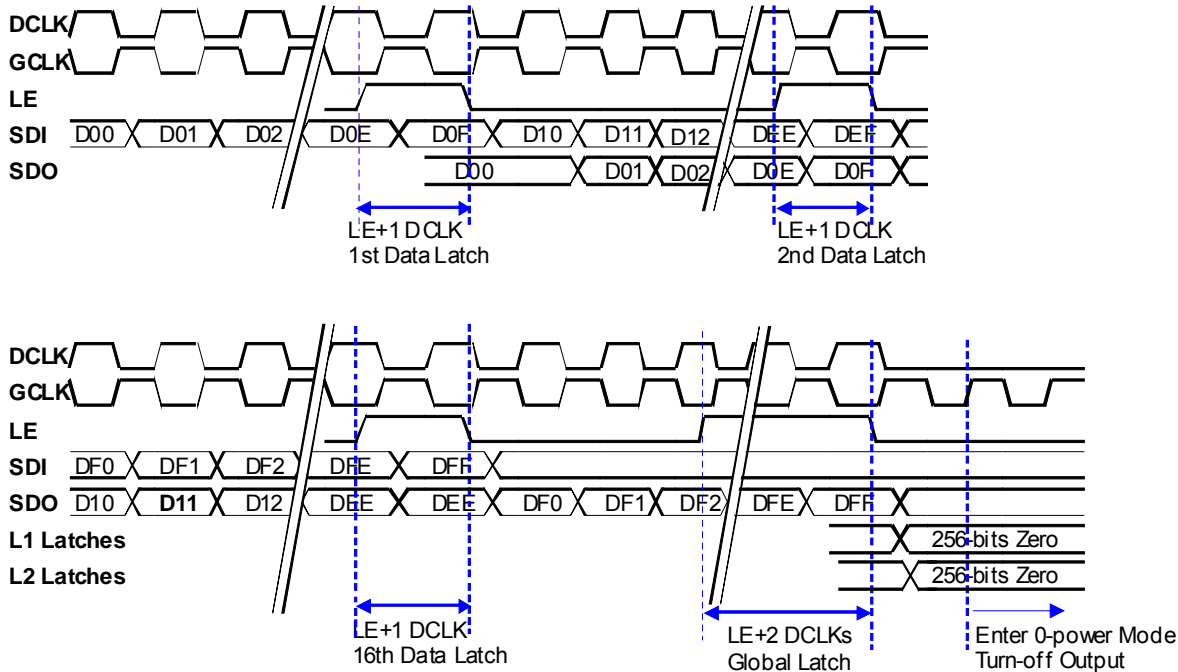 DCLK
GCLK
LE
SDI D00 D01 D02 D0E D0F D10 D11 D12 DEE DEF
SDO D00 D01 D02 D0E D0F
LE+1 DCLK
1st Data Latch
LE+1 DCLK
2nd Data Latch
DCLK
GCLK
LE
SDI DF0 DF1 DF2 DFE DFF
SDO D10 D11 D12 DEE DEE DF0 DF1 DF2 DFE DFF
L1 Latches 256-bits Zero
L2 Latches 256-bits Zero
LE+1 DCLK
16th Data Latch
LE+2 DCLKs
Global Latch
Enter 0-power Mode
Turn-off Output